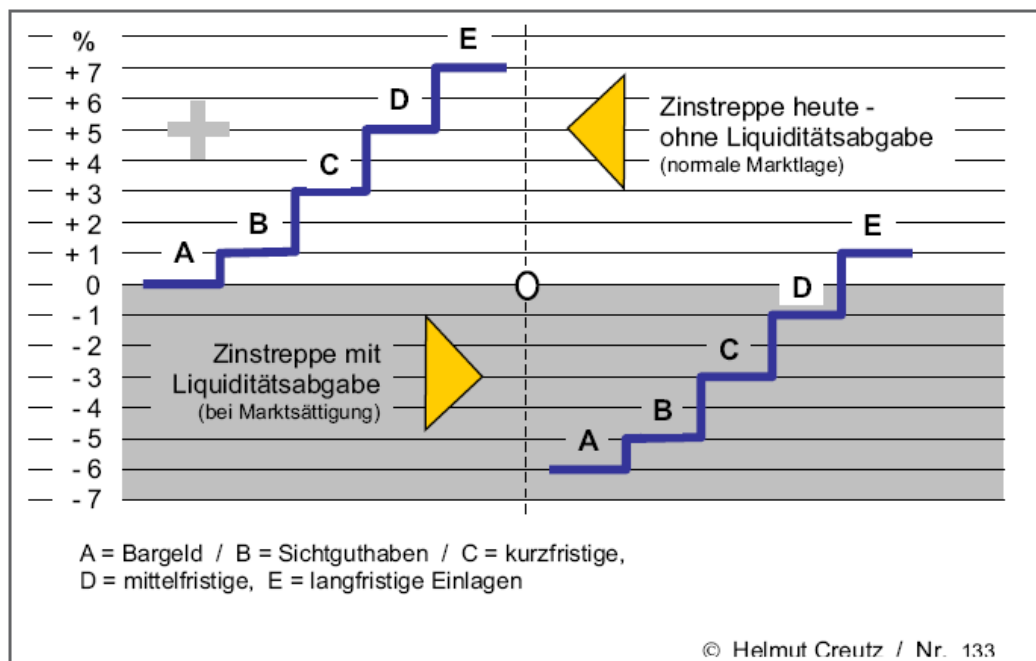 %
+ 7
+ 6
+ 5
+ 4
+ 3
+ 2
+ 1
0
- 1
- 2
- 3
- 4
- 5
- 6
- 7
A
B
C
D
E
Zinstreppe heute -
ohne Liquiditätsabgabe
(normale Marktlage)
Zinstreppe mit
Liquiditätsabgabe
(bei Marktsättigung)
A
B
C
D
E
A = Bargeld / B = Sichtguthaben / C = kurzfristige,
D = mittelfristige, E = langfristige Einlagen
© Helmut Creutz / Nr. 133